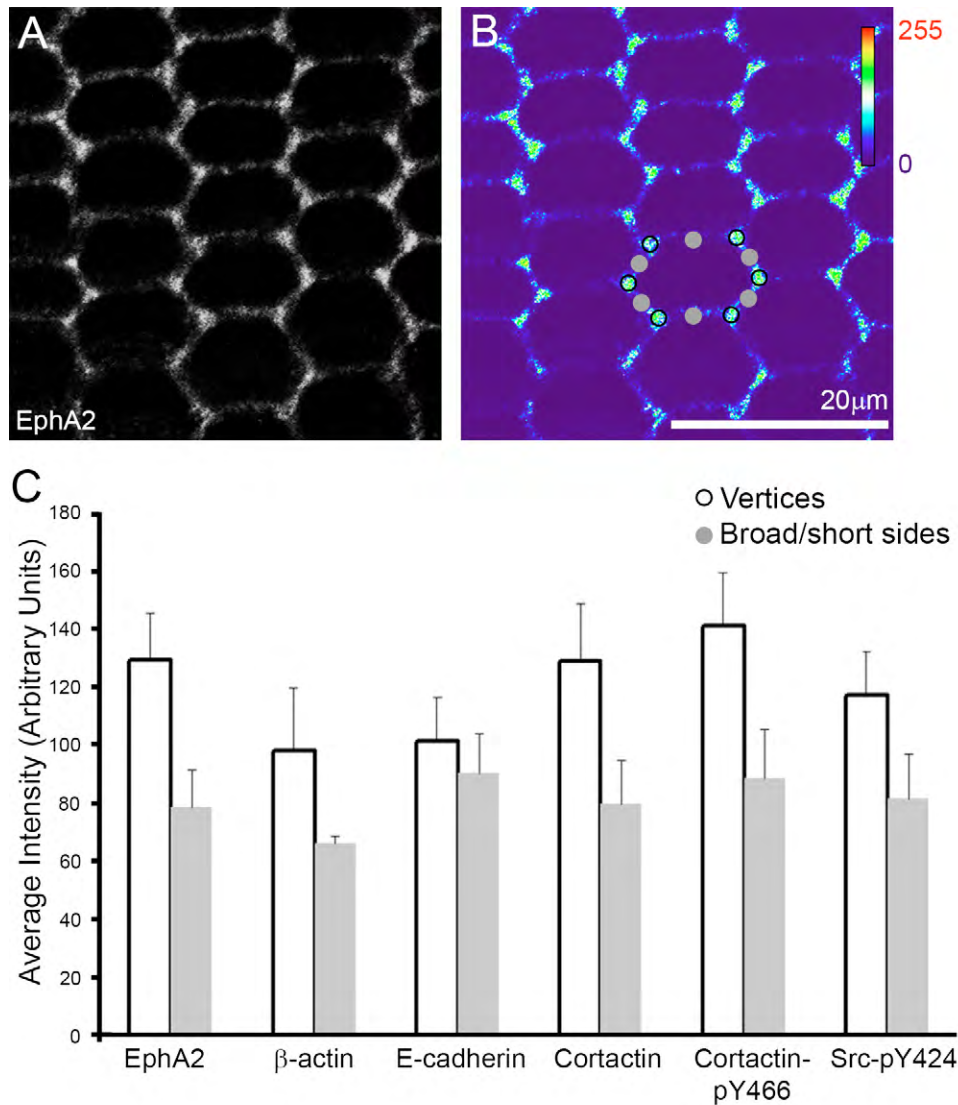 A
EphA2
B
255
0
20μm
C
Vertices
Broad/short sides
Average Intensity (Arbitrary Units)
180
160
140
120
100
80
60
40
20
0
EphA2
β-actin
E-cadherin
Cortactin
Cortactin-
pY466
Src-pY424